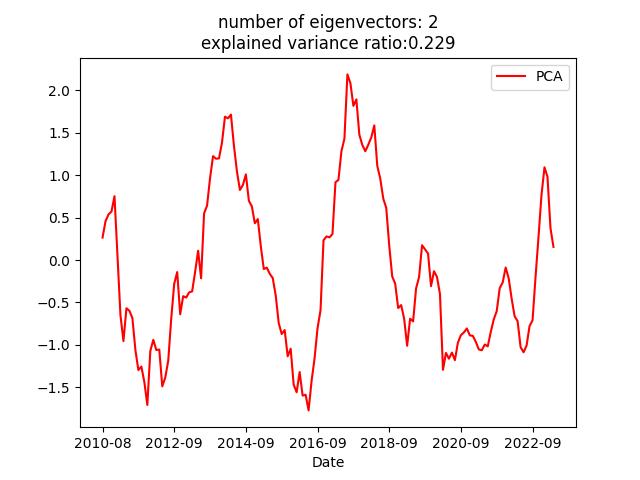 number of eigenvectors: 2
explained variance ratio:0.229
PCA
2.0
1.5
1.0
0.5
0.0
−0.5
−1.0
−1.5
2010-08 2012-09 2014-09 2016-09 2018-09 2020-09 2022-09
Date